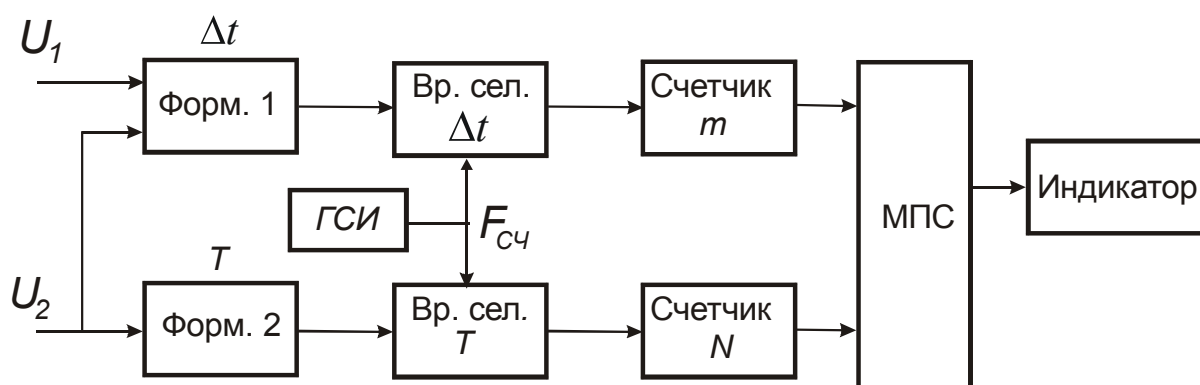 U1
Δt
Форм. 1
Вр. сел.
Δt
Счетчик
m
ГСИ
FСЧ
МПС
Индикатор
U2
T
Форм. 2
Вр. сел.
T
Счетчик
N